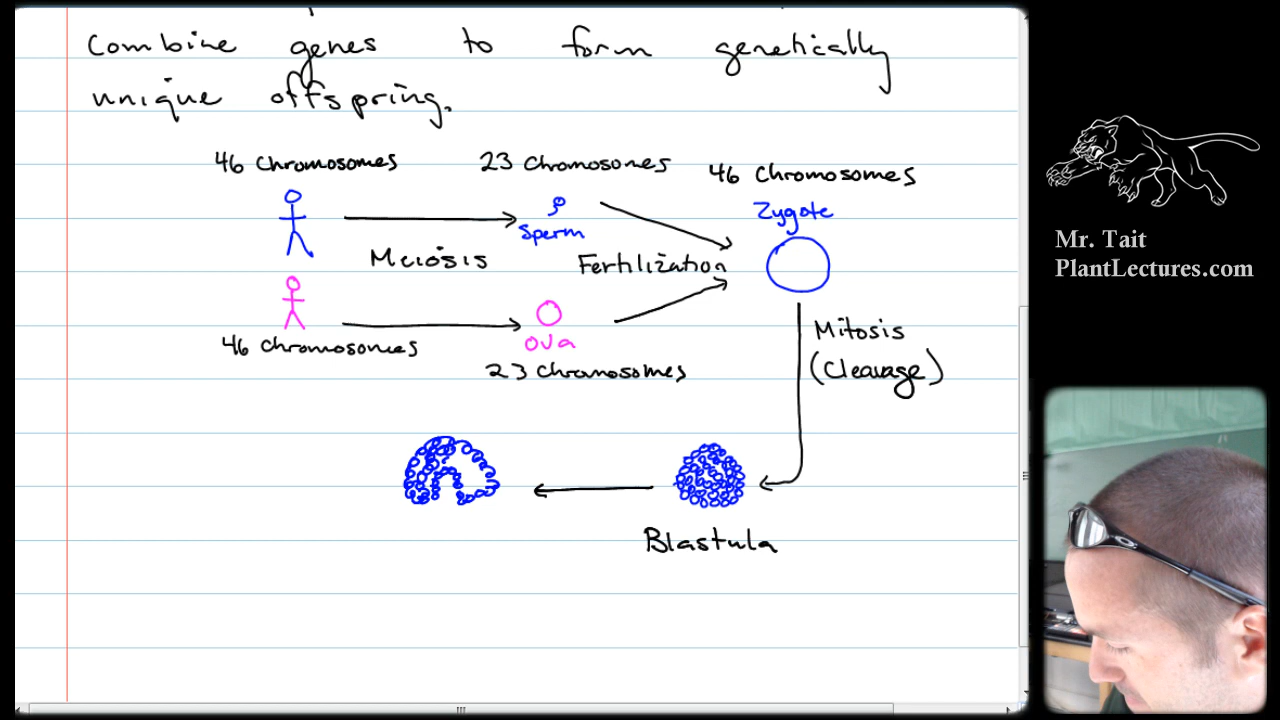 Combine genes to form genetically
unique offspring.
46 Chromosomes
23 Chromosomes
46 Chromosomes
Zygote
Sperm
Meiosis
Fertilization
46 Chromosomes
Ova
23 Chromosomes
Mitosis
(Cleavage)
Blastula
Mr. Tait
PlantLectures.com